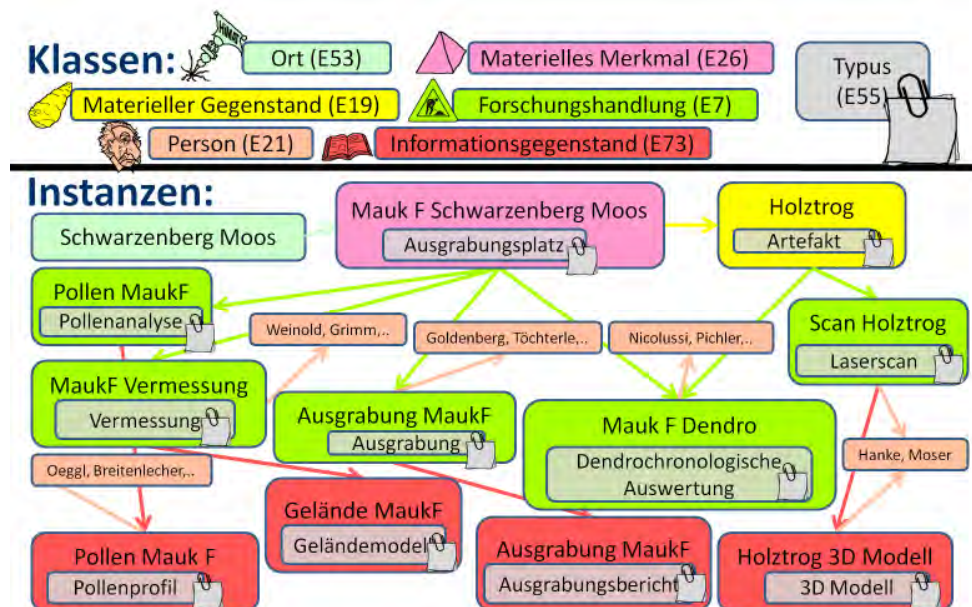 Klassen:
Ort (E53)
Materielles Merkmal (E26)
Typus
(E55)
Materieller Gegenstand (E19)
Forschungshandlung (E7)
Person (E21)
Informationsgegenstand (E73)
Instanzen:
Schwarzenberg Moos
Mauk F Schwarzenberg Moos
Ausgrabungsplatz
Holztrog
Artefakt
Pollen MaukF
Pollenanalyse
Weinold, Grimm,..
Goldenberg, Töchterle,..
Nicolussi, Pichler,..
Scan Holztrog
Laserscan
MaukF Vermessung
Vermessung
Ausgrabung MaukF
Ausgrabung
Mauk F Dendro
Dendrochronologische
Auswertung
Hanke, Moser
Oeggl, Breitenlecher,..
Gelände MaukF
Geländemodell
Pollen Mauk F
Pollenprofil
Ausgrabung MaukF
Ausgrabungsbericht
Holztrog 3D Modell
3D Modell